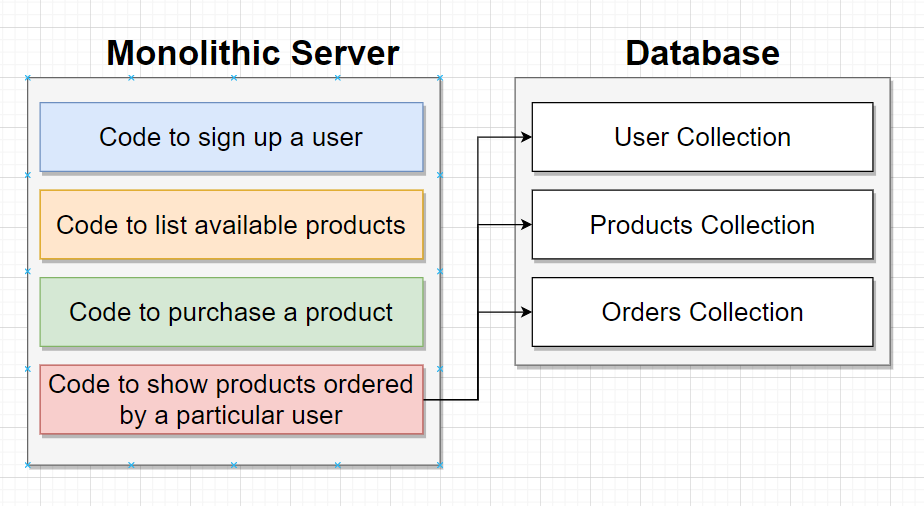 Monolithic Server
Database
Code to sign up a user
User Collection
Code to list available products
Products Collection
Code to purchase a product
Orders Collection
Code to show products ordered
by a particular user